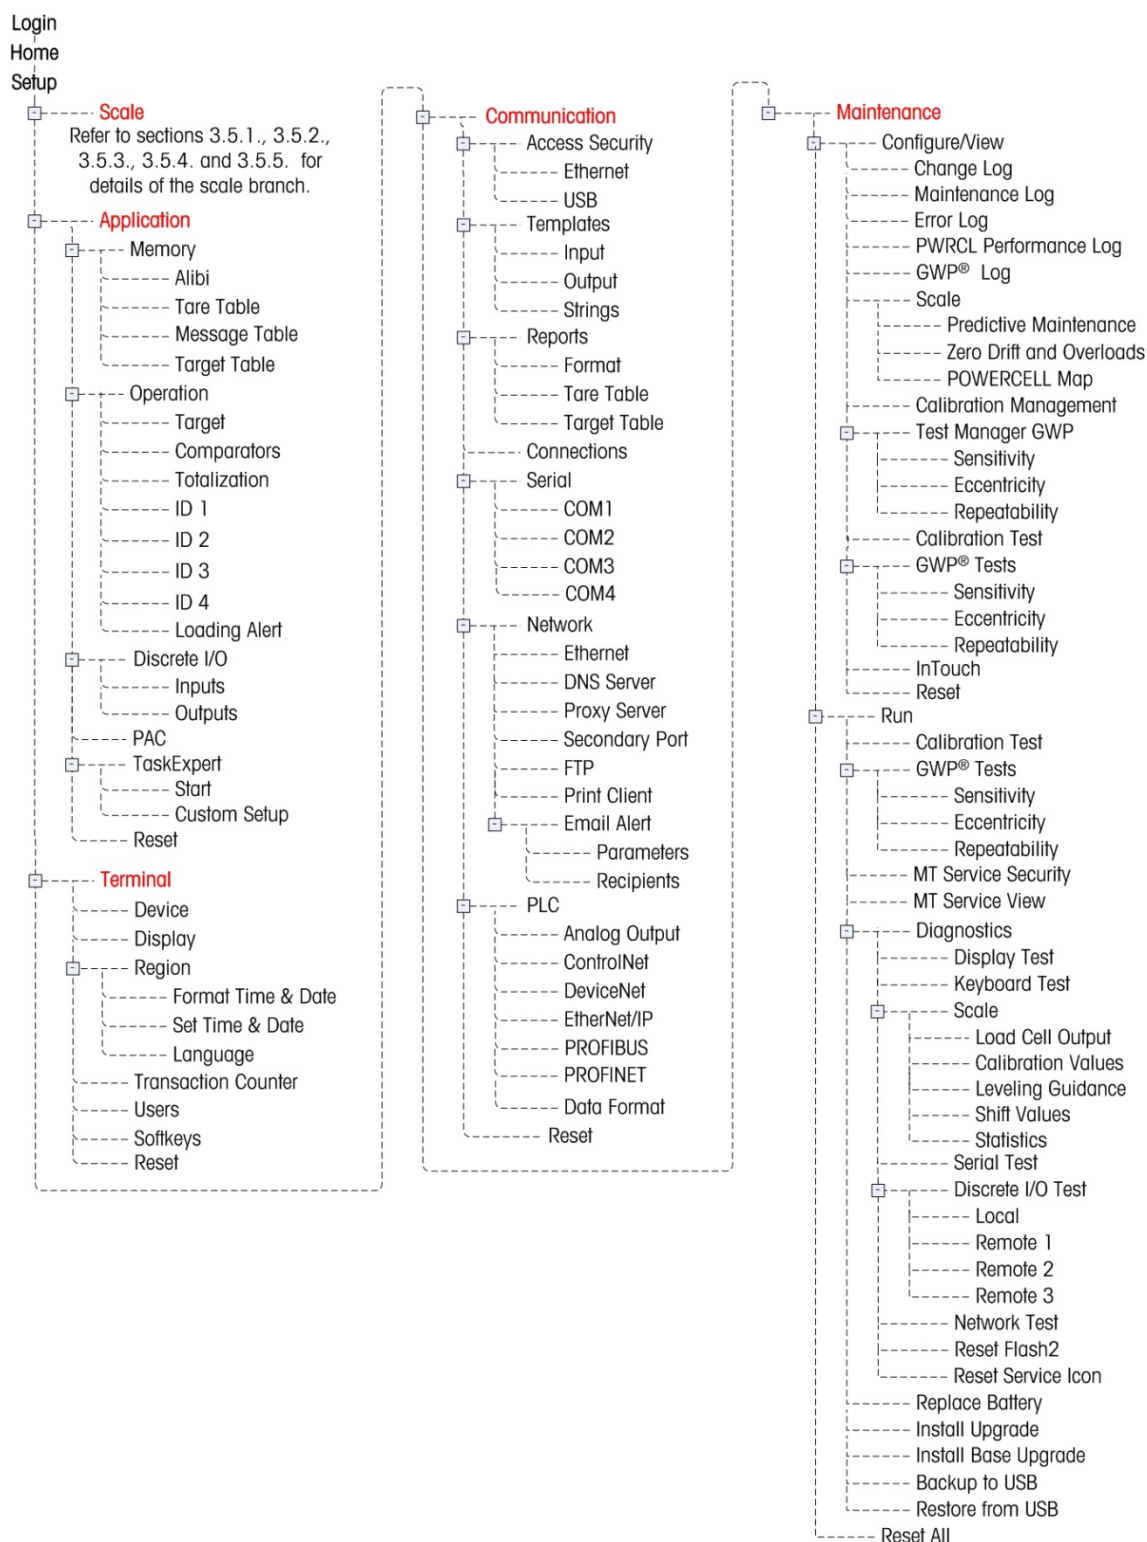 Login
Home
Setup
Scale
Refer to sections 3.5.1., 3.5.2.,
3.5.3., 3.5.4. and 3.5.5. for
details of the scale branch.
Application
Memory
Alibi
Tare Table
Message Table
Target Table
Operation
Target
Comparators
Totalization
ID 1
ID 2
ID 3
ID 4
Loading Alert
Discrete I/O
Inputs
Outputs
PAC
TaskExpert
Start
Custom Setup
Reset
Terminal
Device
Display
Region
Format Time & Date
Set Time & Date
Language
Transaction Counter
Users
Softkeys
Reset
Communication
Access Security
Ethernet
USB
Templates
Input
Output
Strings
Reports
Format
Tare Table
Target Table
Connections
Serial
COM1
COM2
COM3
COM4
Network
Ethernet
DNS Server
Proxy Server
Secondary Port
FTP
Print Client
Email Alert
Parameters
Recipients
PLC
Analog Output
ControlNet
DeviceNet
EtherNet/IP
PROFIBUS
PROFINET
Data Format
Reset
Maintenance
Configure/View
Change Log
Maintenance Log
Error Log
PWRCL Performance Log
GWP® Log
Scale
Predictive Maintenance
Zero Drift and Overloads
POWERCELL Map
Calibration Management
Test Manager GWP
Sensitivity
Eccentricity
Repeatability
Calibration Test
GWP® Tests
Sensitivity
Eccentricity
Repeatability
InTouch
Reset
Run
Calibration Test
GWP® Tests
Sensitivity
Eccentricity
Repeatability
MT Service Security
MT Service View
Diagnostics
Display Test
Keyboard Test
Scale
Load Cell Output
Calibration Values
Leveling Guidance
Shift Values
Statistics
Serial Test
Discrete I/O Test
Local
Remote 1
Remote 2
Remote 3
Network Test
Reset Flash2
Reset Service Icon
Replace Battery
Install Upgrade
Install Base Upgrade
Backup to USB
Restore from USB
Reset All